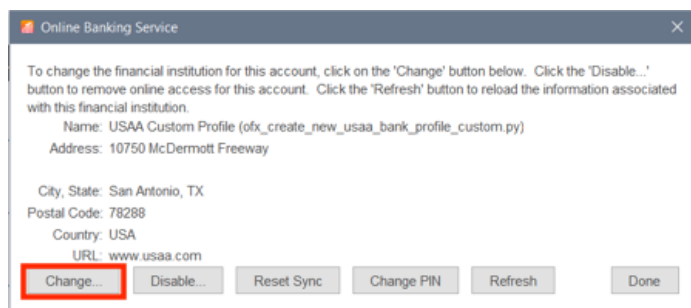 Online Banking Service
To change the financial institution for this account, click on the 'Change' button below. Click the 'Disable...'
button to remove online access for this account. Click the 'Refresh' button to reload the information associated
with this financial institution.
Name: USAA Custom Profile (ofx_create_new_usaa_bank_profile_custom.py)
Address: 10750 McDermott Freeway
City, State: San Antonio, TX
Postal Code: 78288
Country: USA
URL: www.usaa.com
Change... Disable... Reset Sync Change PIN Refresh Done